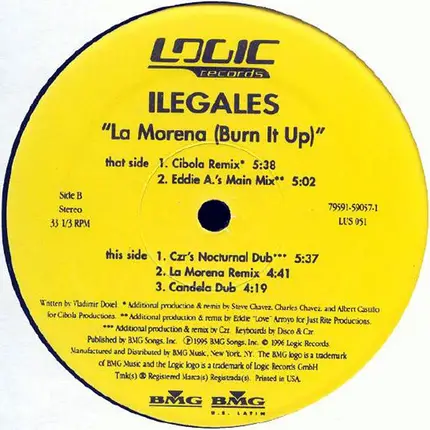 LOGIC
records
ILEGALES
"La Morena (Burn It Up)"
that side 1. Cibola Remix* 5:38
2. Eddie A.'s Main Mix** 5:02
Side B
Stereo
33 1/3 RPM
79591-59057-1
LUS 051
this side 1. Czr's Nocturnal Dub*** 5:37
2. La Morena Remix 4:41
3. Candela Dub 4:19
Written by Vladimir Dotel. * Additional production & remix by Steve Chavez, Charles Chavez, and Albert Castillo
for Cibola Productions. ** Additional production & remix by Eddie "Love" Arroyo for Just Rite Productions.
*** Additional production & remix by Czr. Keyboards by Disco & Czr.
Published by BMG Songs, Inc. ℗1995 BMG Songs, Inc. ©1996 Logic Records.
Manufactured and Distributed by BMG Music, New York, NY. The BMG logo is a trademark
of BMG Music and the Logic logo is a trademark of Logic Records GmbH
Tmk(s) ® Registered Marca(s) Registrada(s). Printed in USA.
BMG BMG
U.S. LATIN